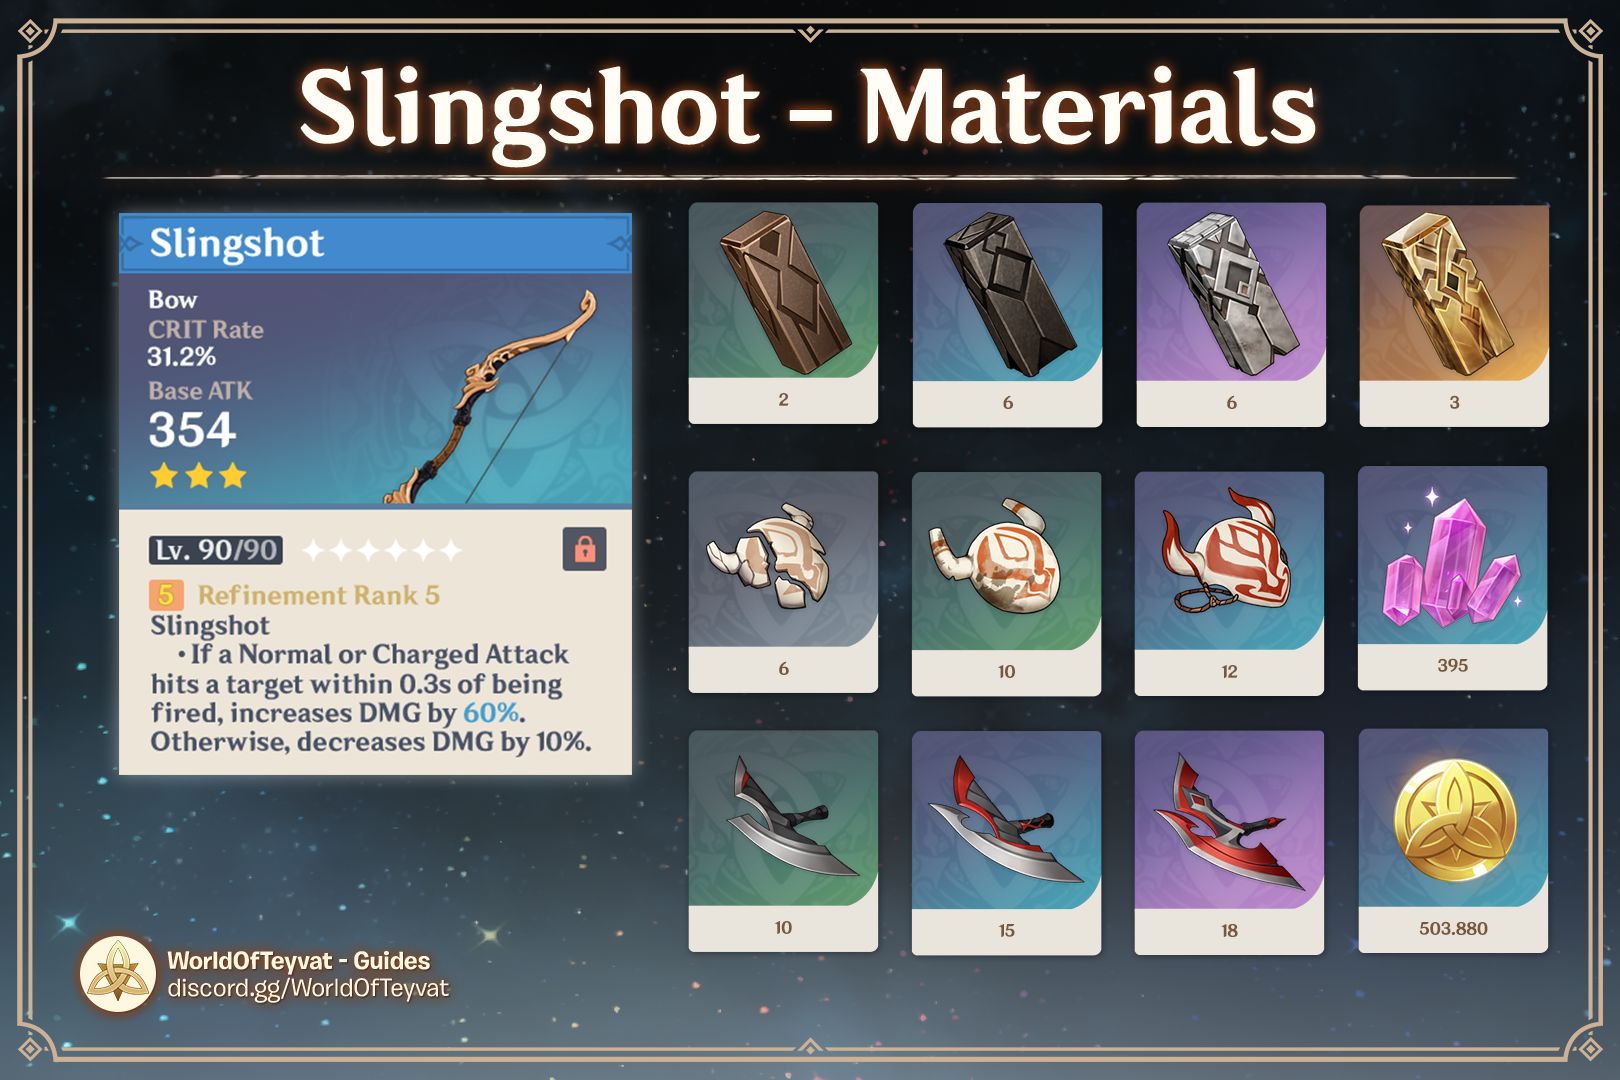 Slingshot - Materials
Slingshot
Bow
CRIT Rate
31.2%
Base ATK
354
Lv. 90/90
5 Refinement Rank 5
Slingshot
• If a Normal or Charged Attack
hits a target within 0.3s of being
fired, increases DMG by 60%.
Otherwise, decreases DMG by 10%.
2
6
6
3
6
10
12
395
10
15
18
503.880
WorldOfTeyvat - Guides
discord.gg/WorldOfTeyvat